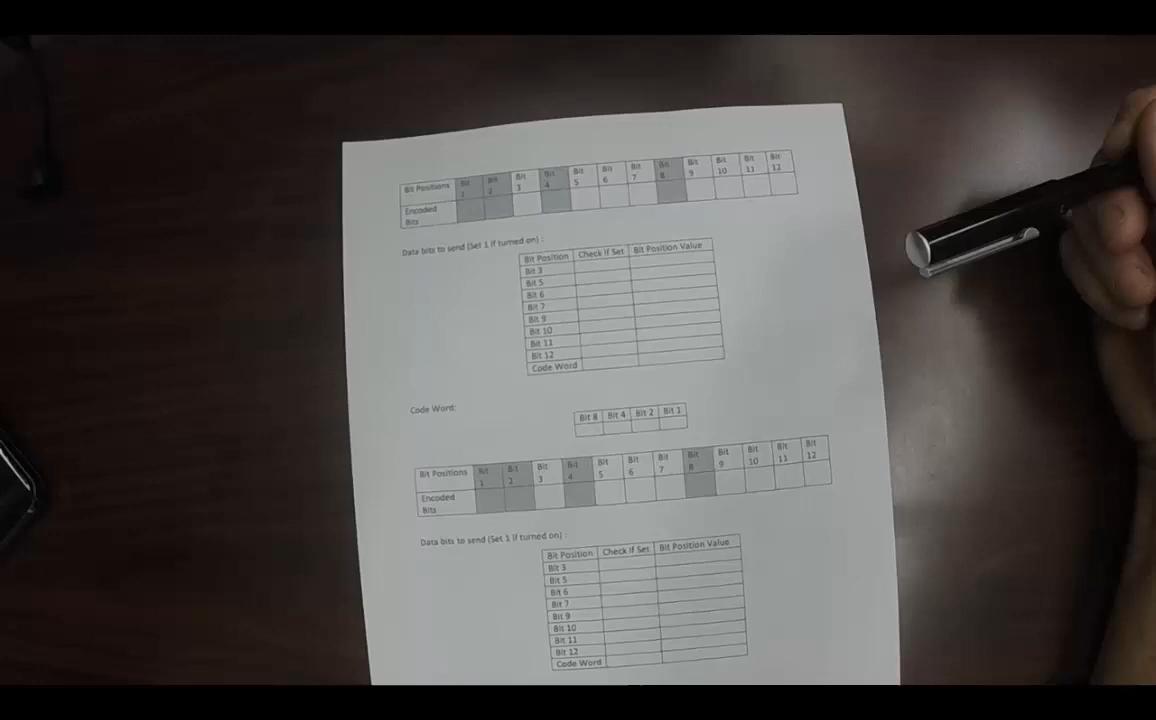 Bit Positions Bit 1 Bit 2 Bit 3 Bit 4 Bit 5 Bit 6 Bit 7 Bit 8 Bit 9 Bit 10 Bit 11 Bit 12
Encoded Bits
Data bits to send (Set 1 if turned on) :
Bit Position Check If Set Bit Position Value
Bit 3
Bit 5
Bit 6
Bit 7
Bit 9
Bit 10
Bit 11
Bit 12
Code Word
Code Word:
Bit 8 Bit 4 Bit 2 Bit 1
Bit Positions Bit 1 Bit 2 Bit 3 Bit 4 Bit 5 Bit 6 Bit 7 Bit 8 Bit 9 Bit 10 Bit 11 Bit 12
Encoded Bits
Data bits to send (Set 1 if turned on) :
Bit Position Check If Set Bit Position Value
Bit 3
Bit 5
Bit 6
Bit 7
Bit 9
Bit 10
Bit 11
Bit 12
Code Word